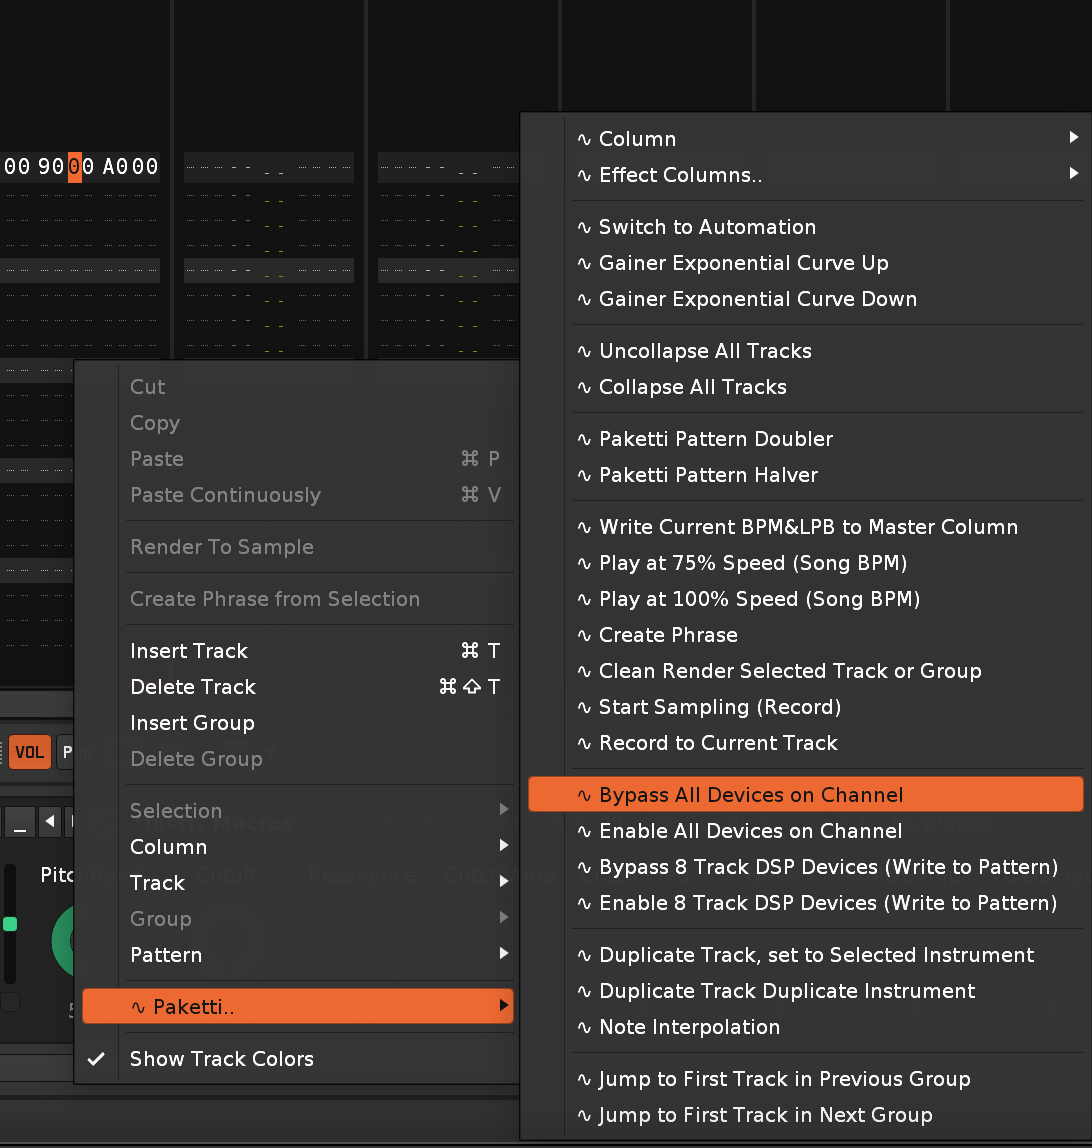 00 9000 A000
Cut
Copy
Paste ⌘ P
Paste Continuously ⌘ V
Render To Sample
Create Phrase from Selection
Insert Track ⌘ T
Delete Track ⌘⇧ T
Insert Group
Delete Group
Selection
Column
Track
Group
Pattern
∿ Paketti..
✓ Show Track Colors
∿ Column
∿ Effect Columns..
∿ Switch to Automation
∿ Gainer Exponential Curve Up
∿ Gainer Exponential Curve Down
∿ Uncollapse All Tracks
∿ Collapse All Tracks
∿ Paketti Pattern Doubler
∿ Paketti Pattern Halver
∿ Write Current BPM&LPB to Master Column
∿ Play at 75% Speed (Song BPM)
∿ Play at 100% Speed (Song BPM)
∿ Create Phrase
∿ Clean Render Selected Track or Group
∿ Start Sampling (Record)
∿ Record to Current Track
∿ Bypass All Devices on Channel
∿ Enable All Devices on Channel
∿ Bypass 8 Track DSP Devices (Write to Pattern)
∿ Enable 8 Track DSP Devices (Write to Pattern)
∿ Duplicate Track, set to Selected Instrument
∿ Duplicate Track Duplicate Instrument
∿ Note Interpolation
∿ Jump to First Track in Previous Group
∿ Jump to First Track in Next Group
VOL
Instr. Macros
PitchBend Cutoff Resonance